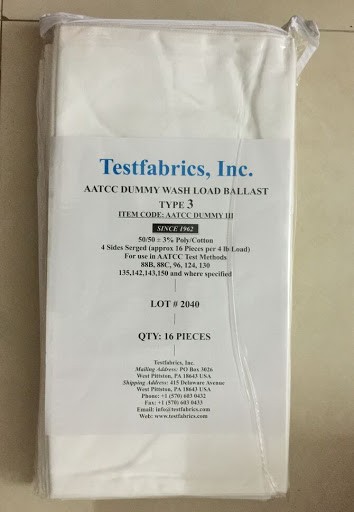 Testfabrics, Inc.
AATCC DUMMY WASH LOAD BALLAST
TYPE 3
ITEM CODE: AATCC DUMMY III
SINCE 1962
50/50 ± 3% Poly/Cotton
4 Sides Serged (approx 16 Pieces per 4 lb Load)
For use in AATCC Test Methods
88B, 88C, 96, 124, 130
135,142,143,150 and where specified
LOT # 2040
QTY: 16 PIECES
Testfabrics, Inc.
Mailing Address: PO Box 3026
West Pittston, PA 18643 USA
Shipping Address: 415 Delaware Avenue
West Pittston, PA 18643 USA
Phone: +1 (570) 603 0432
Fax: +1 (570) 603 0433
Email: info@testfabrics.com
Web: www.testfabrics.com